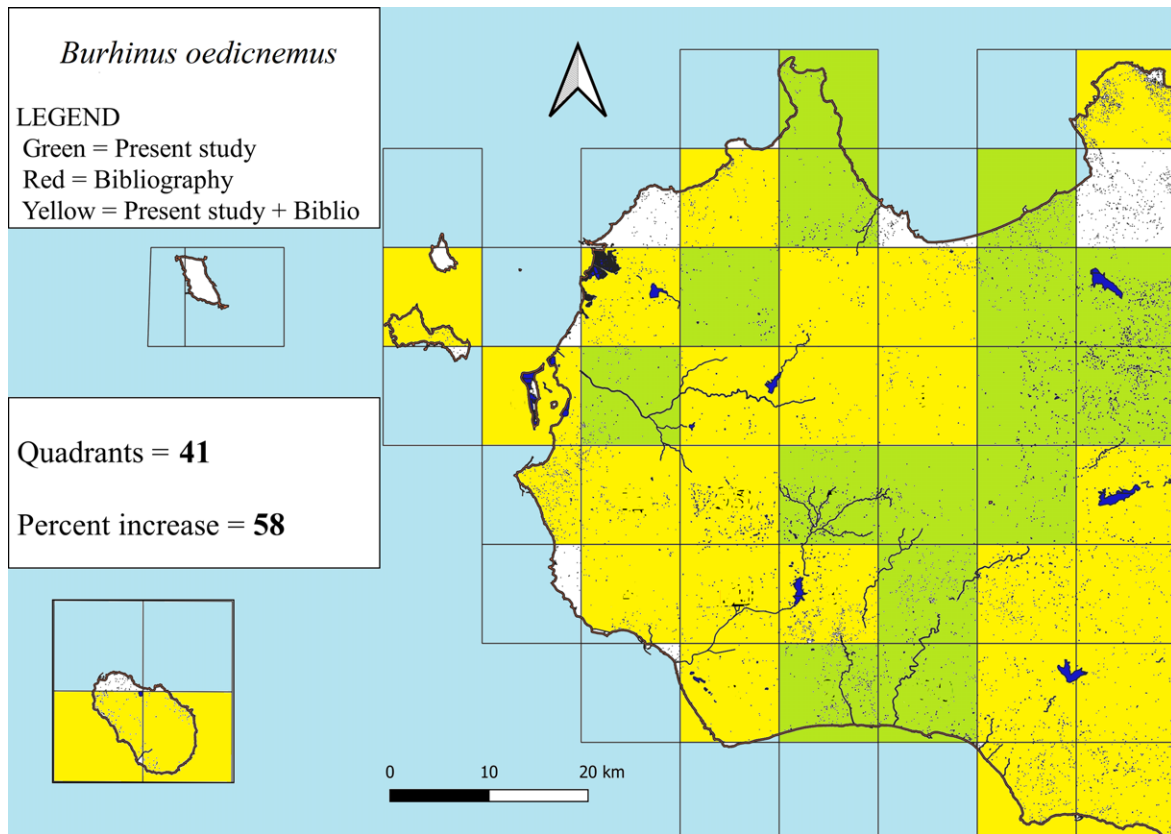 Burhinus oedicnemus
LEGEND
Green = Present study
Red = Bibliography
Yellow = Present study + Biblio
Quadrants = 41
Percent increase = 58
0 10 20 km